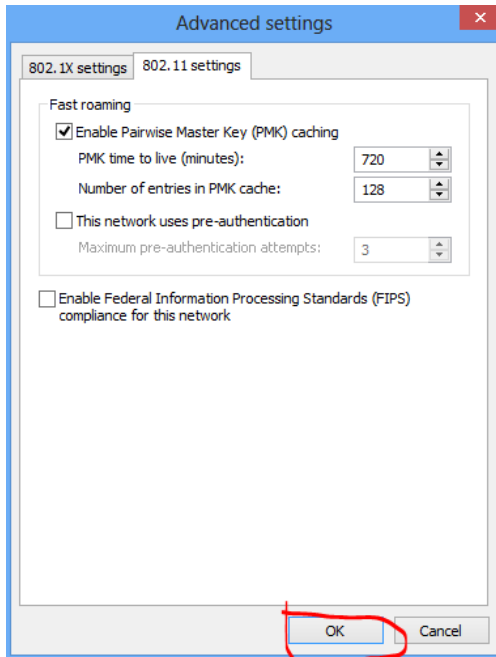 Advanced settings
802.1X settings 802.11 settings
Fast roaming
Enable Pairwise Master Key (PMK) caching
PMK time to live (minutes): 720
Number of entries in PMK cache: 128
This network uses pre-authentication
Maximum pre-authentication attempts: 3
Enable Federal Information Processing Standards (FIPS)
compliance for this network
OK Cancel